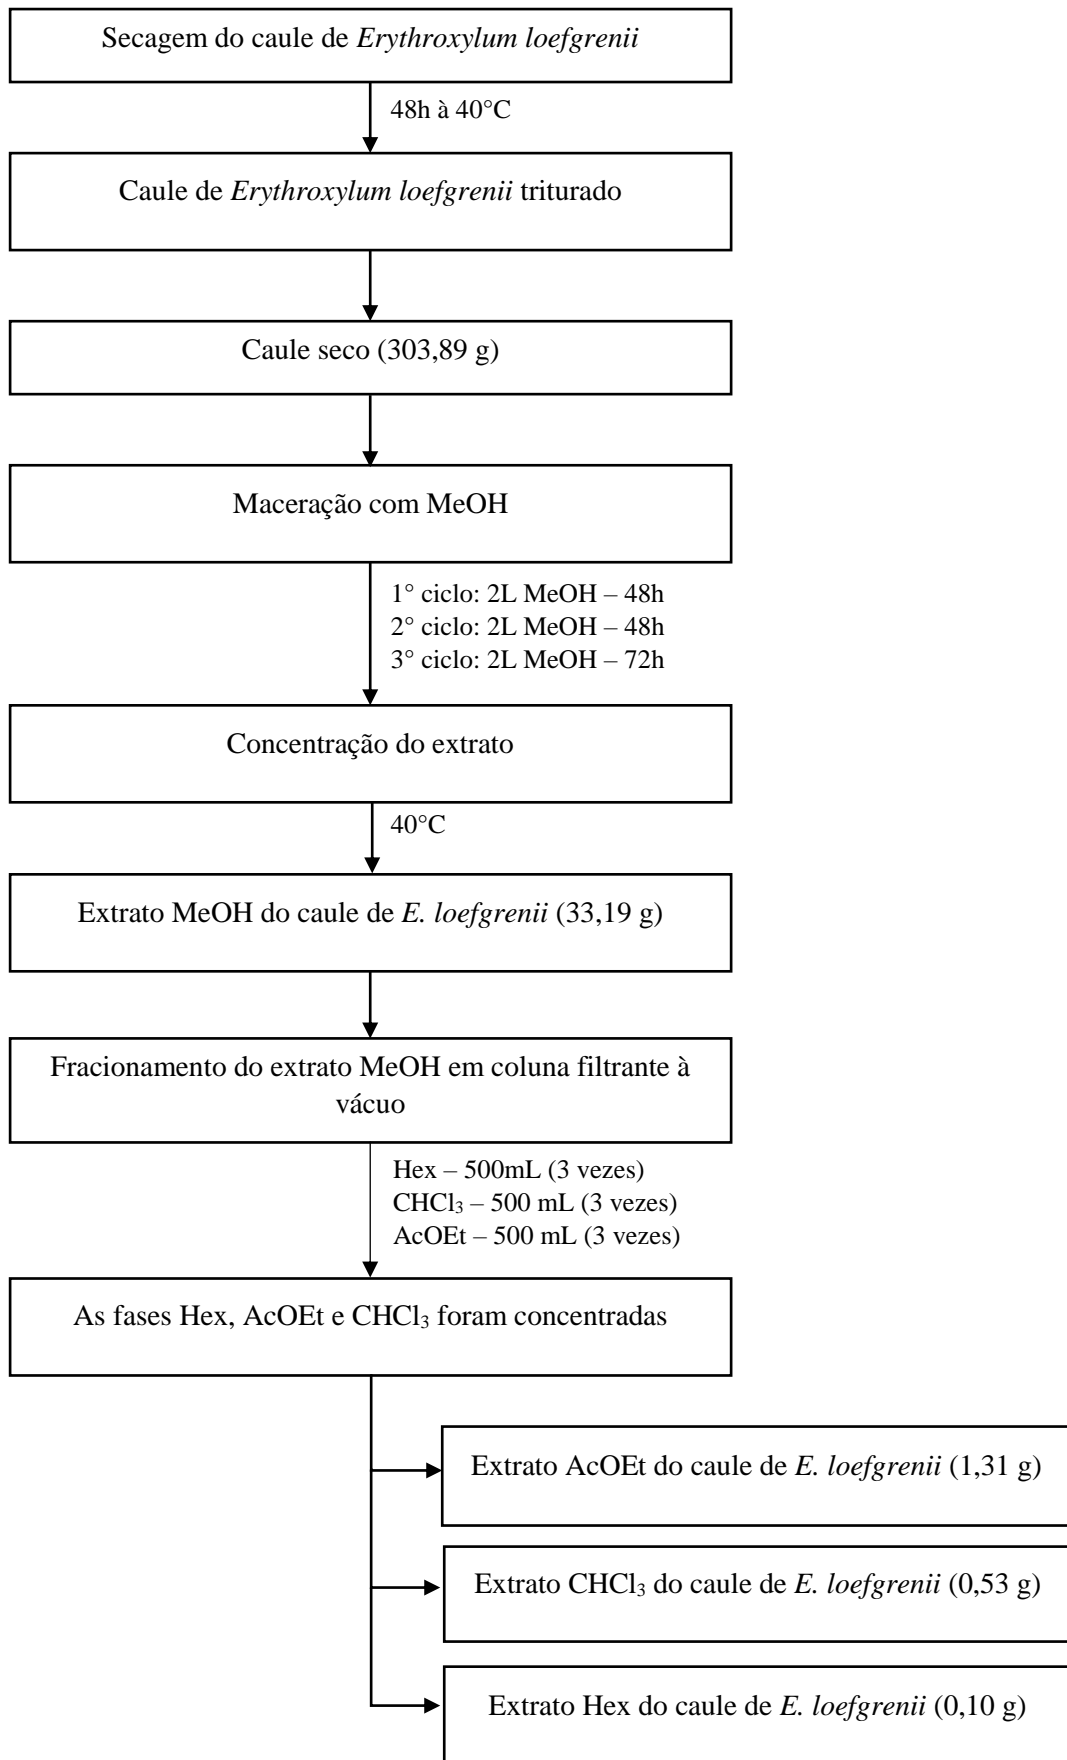 Secagem do caule de Erythroxylum loefgrenii
48h à 40°C
Caule de Erythroxylum loefgrenii triturado
Caule seco (303,89 g)
Maceração com MeOH
1° ciclo: 2L MeOH – 48h
2° ciclo: 2L MeOH – 48h
3° ciclo: 2L MeOH – 72h
Concentração do extrato
40°C
Extrato MeOH do caule de E. loefgrenii (33,19 g)
Fracionamento do extrato MeOH em coluna filtrante à
vácuo
Hex – 500mL (3 vezes)
CHCl₃ – 500 mL (3 vezes)
AcOEt – 500 mL (3 vezes)
As fases Hex, AcOEt e CHCl₃ foram concentradas
Extrato AcOEt do caule de E. loefgrenii (1,31 g)
Extrato CHCl₃ do caule de E. loefgrenii (0,53 g)
Extrato Hex do caule de E. loefgrenii (0,10 g)